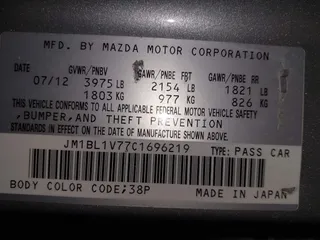 MFD. BY MAZDA MOTOR CORPORATION
DATE GVWR/PNBV GAWR/PNBE FRT GAWR/PNBE RR
07/12 3975 LB 2154 LB 1821 LB
1803 KG 977 KG 826 KG
THIS VEHICLE CONFORMS TO ALL APPLICABLE FEDERAL MOTOR VEHICLE SAFETY
,BUMPER,AND THEFT PREVENTION
STANDARDS IN EFFECT ON THE DATE OF MANUFACTURE SHOWN ABOVE.
JM1BL1V77C1696219 TYPE: PASS CAR
BODY COLOR CODE;38P MADE IN JAPAN